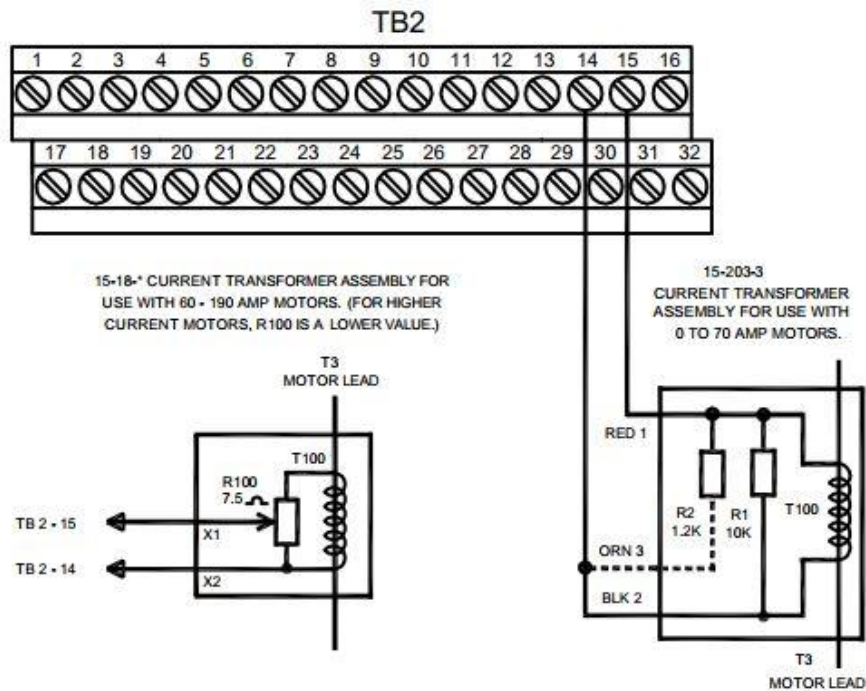 TB2
1 2 3 4 5 6 7 8 9 10 11 12 13 14 15 16
17 18 19 20 21 22 23 24 25 26 27 28 29 30 31 32
15-18-* CURRENT TRANSFORMER ASSEMBLY FOR
USE WITH 60 - 190 AMP MOTORS. (FOR HIGHER
CURRENT MOTORS, R100 IS A LOWER VALUE.)
T3
MOTOR LEAD
T100
R100
7.5
TB 2 - 15
X1
TB 2 - 14
X2
15-203-3
CURRENT TRANSFORMER
ASSEMBLY FOR USE WITH
0 TO 70 AMP MOTORS.
RED 1
R2
1.2K
R1
10K
T100
ORN 3
BLK 2
T3
MOTOR LEAD